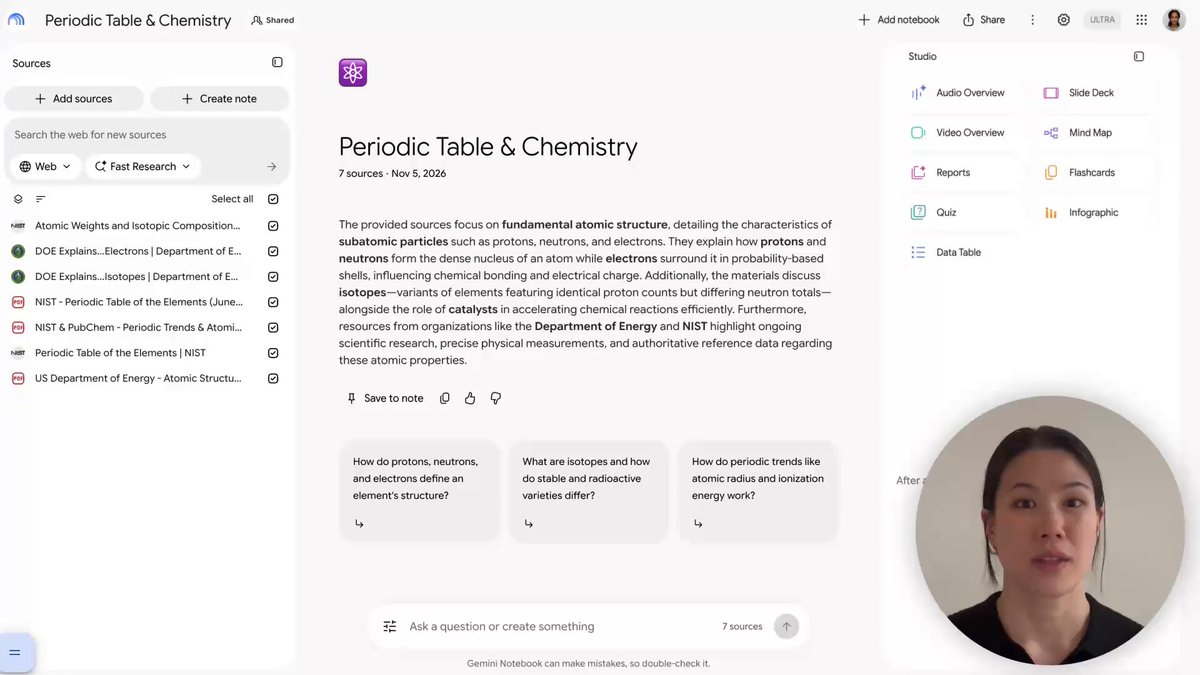 Periodic Table & Chemistry
Shared
Add notebook
Share
ULTRA
Sources
Add sources
Create note
Search the web for new sources
Web
Fast Research
Select all
NIST Atomic Weights and Isotopic Composition...
DOE Explains...Electrons | Department of E...
DOE Explains...Isotopes | Department of E...
PDF NIST - Periodic Table of the Elements (June...
PDF NIST & PubChem - Periodic Trends & Atomi...
NIST Periodic Table of the Elements | NIST
PDF US Department of Energy - Atomic Structu...
Periodic Table & Chemistry
7 sources · Nov 5, 2026
The provided sources focus on fundamental atomic structure, detailing the characteristics of
subatomic particles such as protons, neutrons, and electrons. They explain how protons and
neutrons form the dense nucleus of an atom while electrons surround it in probability-based
shells, influencing chemical bonding and electrical charge. Additionally, the materials discuss
isotopes—variants of elements featuring identical proton counts but differing neutron totals—
alongside the role of catalysts in accelerating chemical reactions efficiently. Furthermore,
resources from organizations like the Department of Energy and NIST highlight ongoing
scientific research, precise physical measurements, and authoritative reference data regarding
these atomic properties.
Save to note
How do protons, neutrons,
and electrons define an
element's structure?
What are isotopes and how
do stable and radioactive
varieties differ?
How do periodic trends like
atomic radius and ionization
energy work?
Ask a question or create something
7 sources
Gemini Notebook can make mistakes, so double-check it.
Studio
Audio Overview
Slide Deck
Video Overview
Mind Map
Reports
Flashcards
Quiz
Infographic
Data Table
After